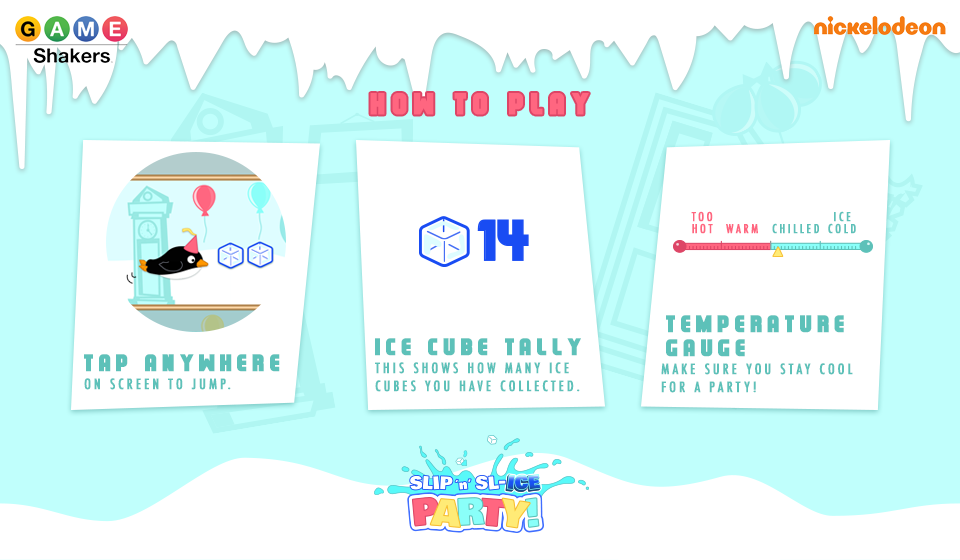 GAME
Shakers
nickelodeon
HOW TO PLAY
TAP ANYWHERE
ON SCREEN TO JUMP.
14
ICE CUBE TALLY
THIS SHOWS HOW MANY ICE
CUBES YOU HAVE COLLECTED.
TOO HOT WARM CHILLED ICE COLD
TEMPERATURE
GAUGE
MAKE SURE YOU STAY COOL
FOR A PARTY!
SLIP 'n' SL-ICE
PARTY!